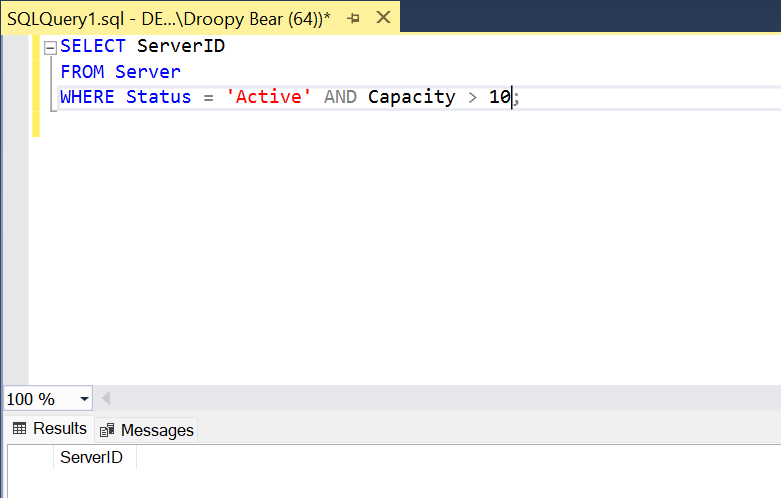 SQLQuery1.sql - DE...\Droopy Bear (64))*
SELECT ServerID
FROM Server
WHERE Status = 'Active' AND Capacity > 10;
100 %
Results Messages
ServerID